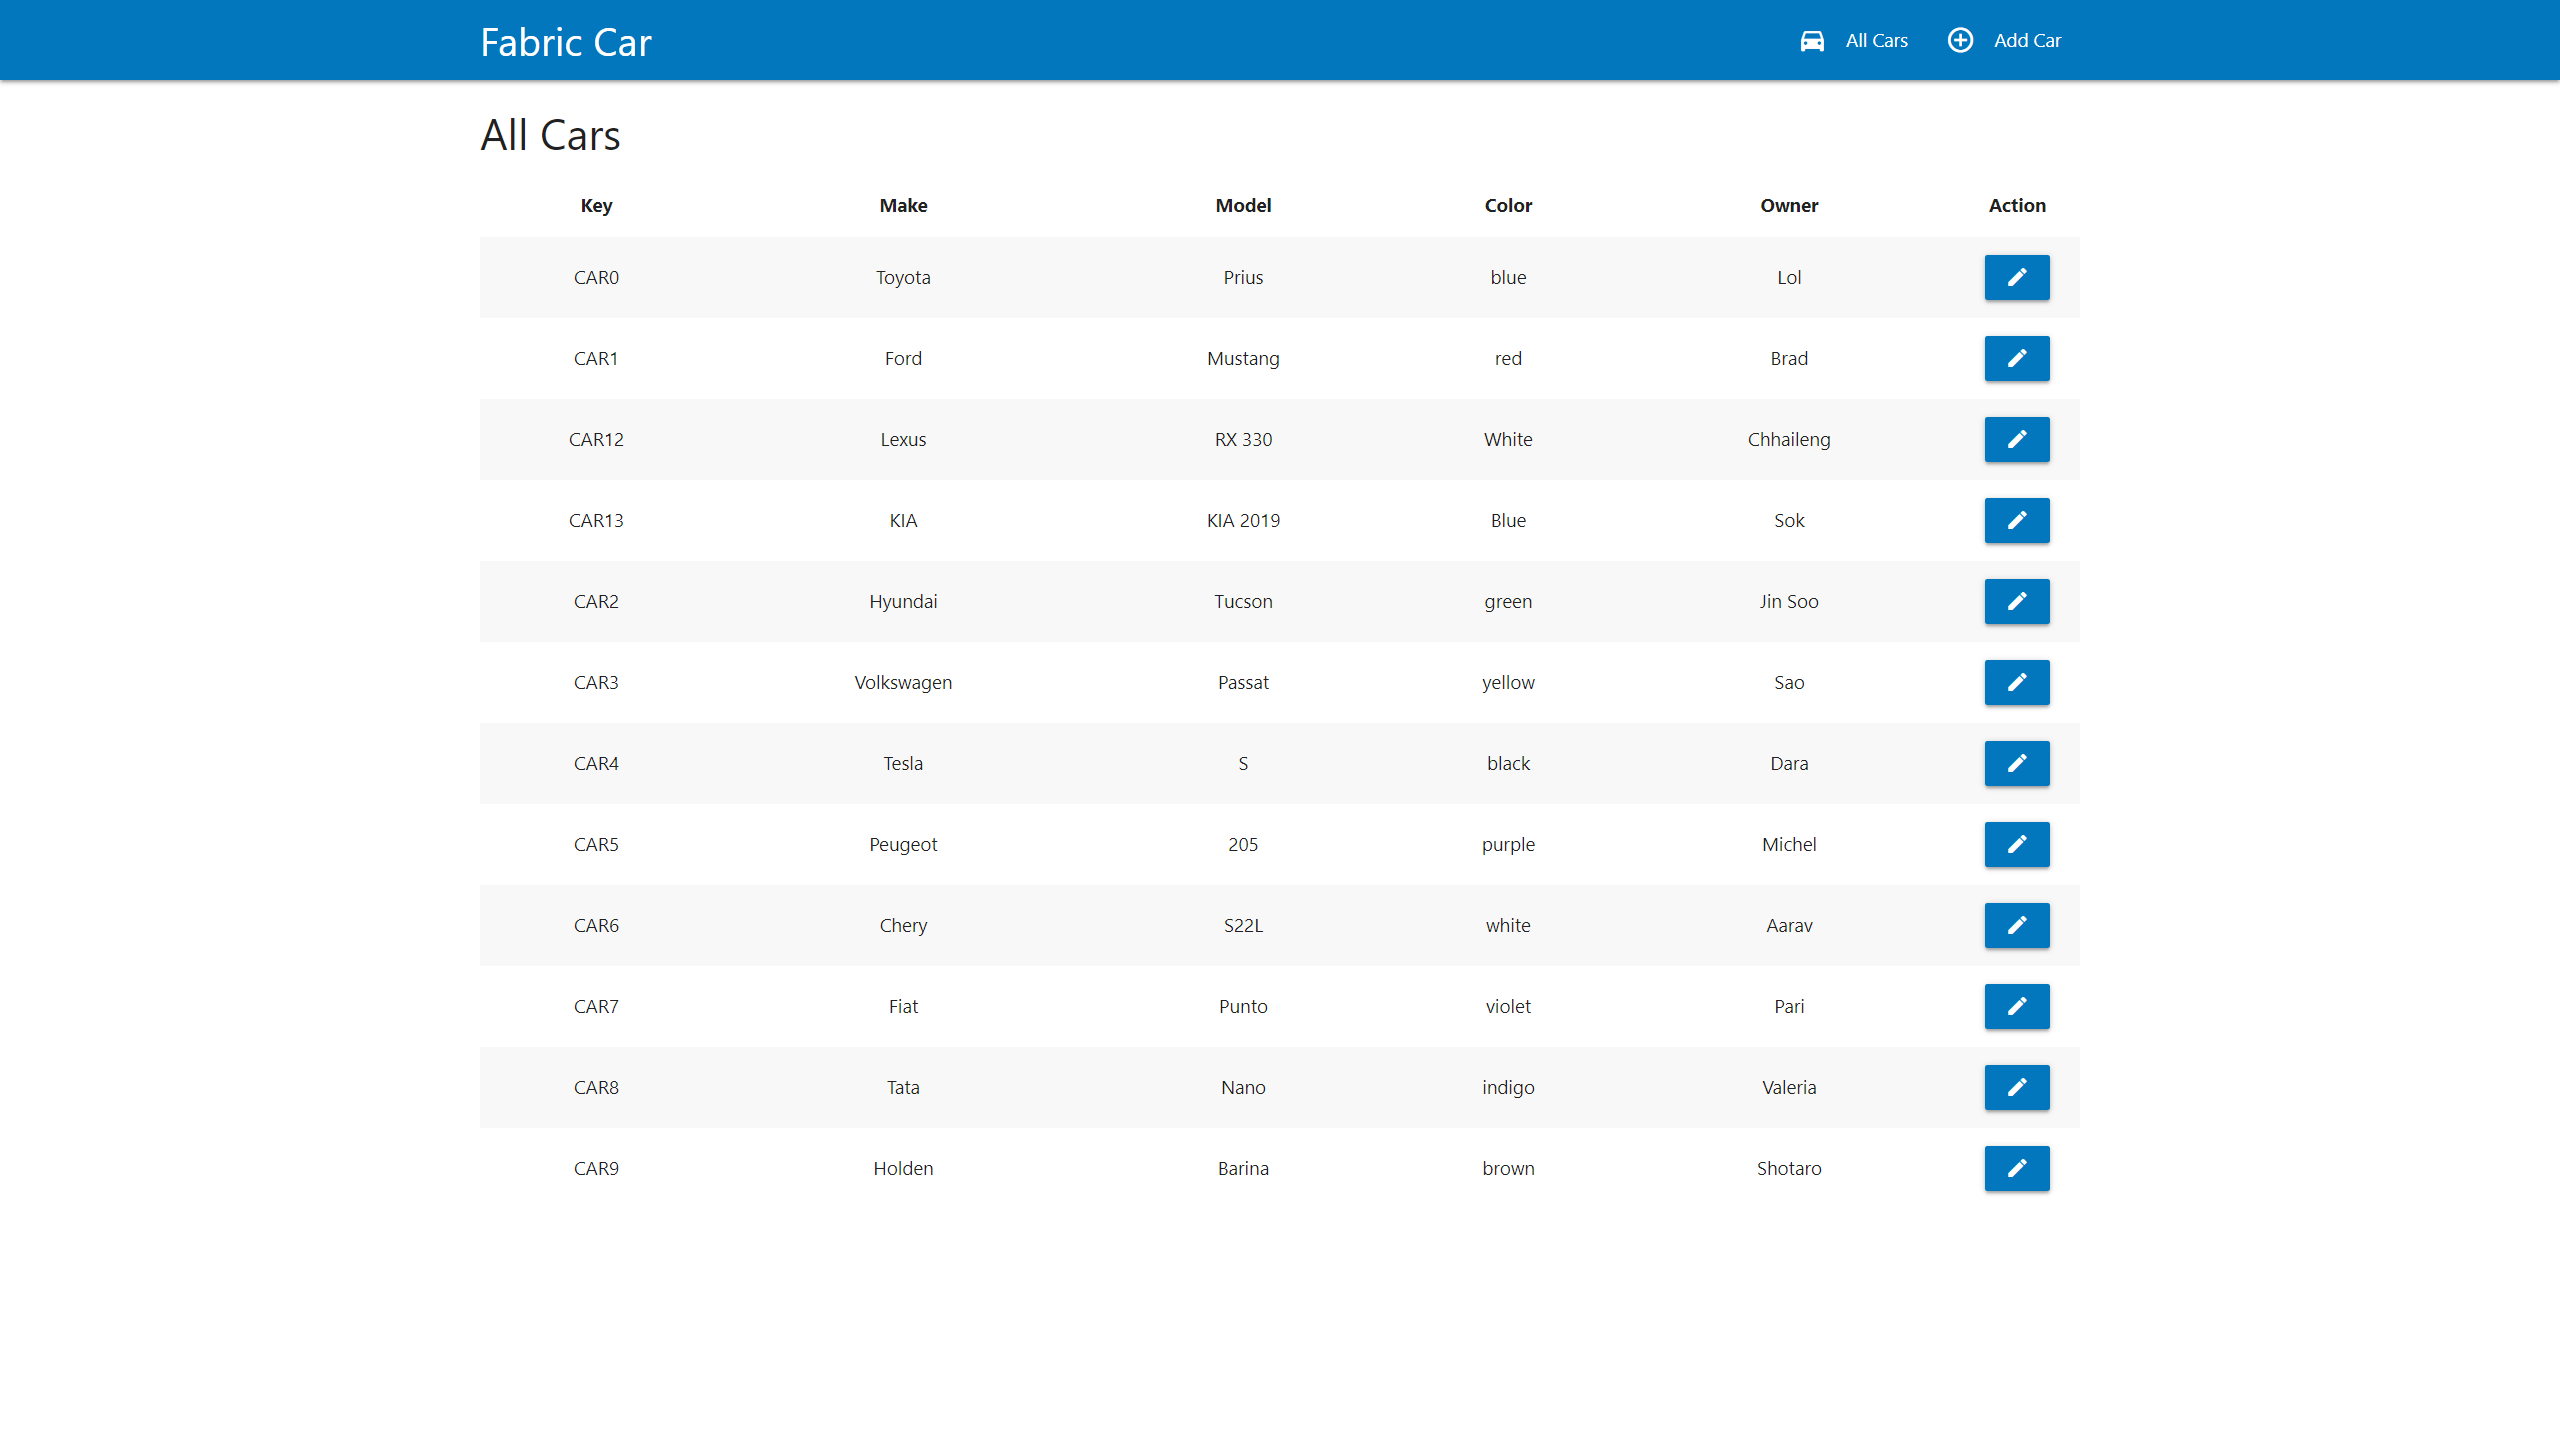 Fabric Car All Cars Add Car
All Cars
Key Make Model Color Owner Action
CAR0 Toyota Prius blue Lol
CAR1 Ford Mustang red Brad
CAR12 Lexus RX 330 White Chhaileng
CAR13 KIA KIA 2019 Blue Sok
CAR2 Hyundai Tucson green Jin Soo
CAR3 Volkswagen Passat yellow Sao
CAR4 Tesla S black Dara
CAR5 Peugeot 205 purple Michel
CAR6 Chery S22L white Aarav
CAR7 Fiat Punto violet Pari
CAR8 Tata Nano indigo Valeria
CAR9 Holden Barina brown Shotaro